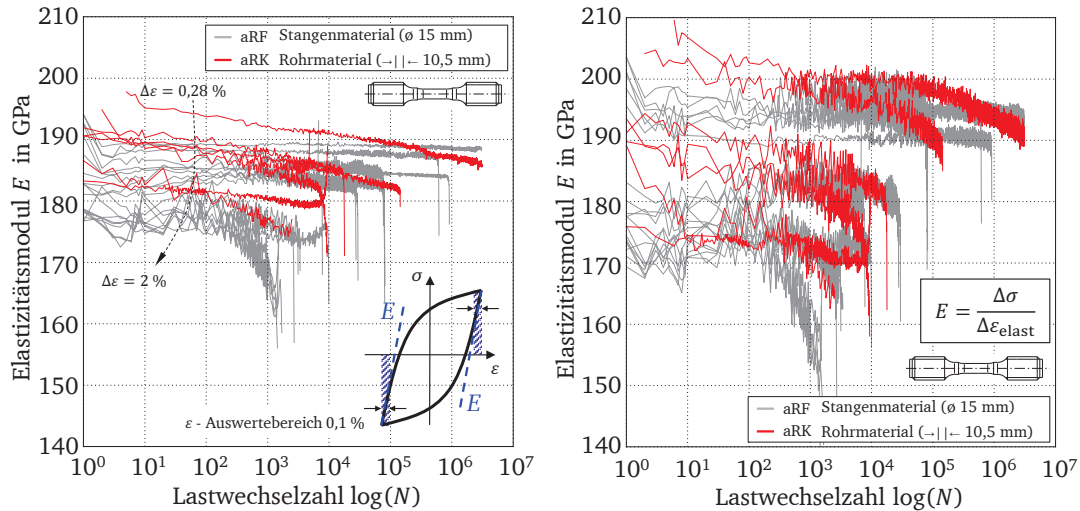 Elastizitätsmodul E in GPa
210
200
190
180
170
160
150
140
aRF Stangenmaterial (ø 15 mm)
aRK Rohrmaterial (→| |← 10,5 mm)
Δε = 0,28 %
Δε = 2 %
σ
E
ε
E
ε - Auswertebereich 0,1 %
10⁰ 10¹ 10² 10³ 10⁴ 10⁵ 10⁶ 10⁷
Lastwechselzahl log(N)
Elastizitätsmodul E in GPa
210
200
190
180
170
160
150
140
E = Δσ / Δεelast
aRF Stangenmaterial (ø 15 mm)
aRK Rohrmaterial (→| |← 10,5 mm)
10⁰ 10¹ 10² 10³ 10⁴ 10⁵ 10⁶ 10⁷
Lastwechselzahl log(N)